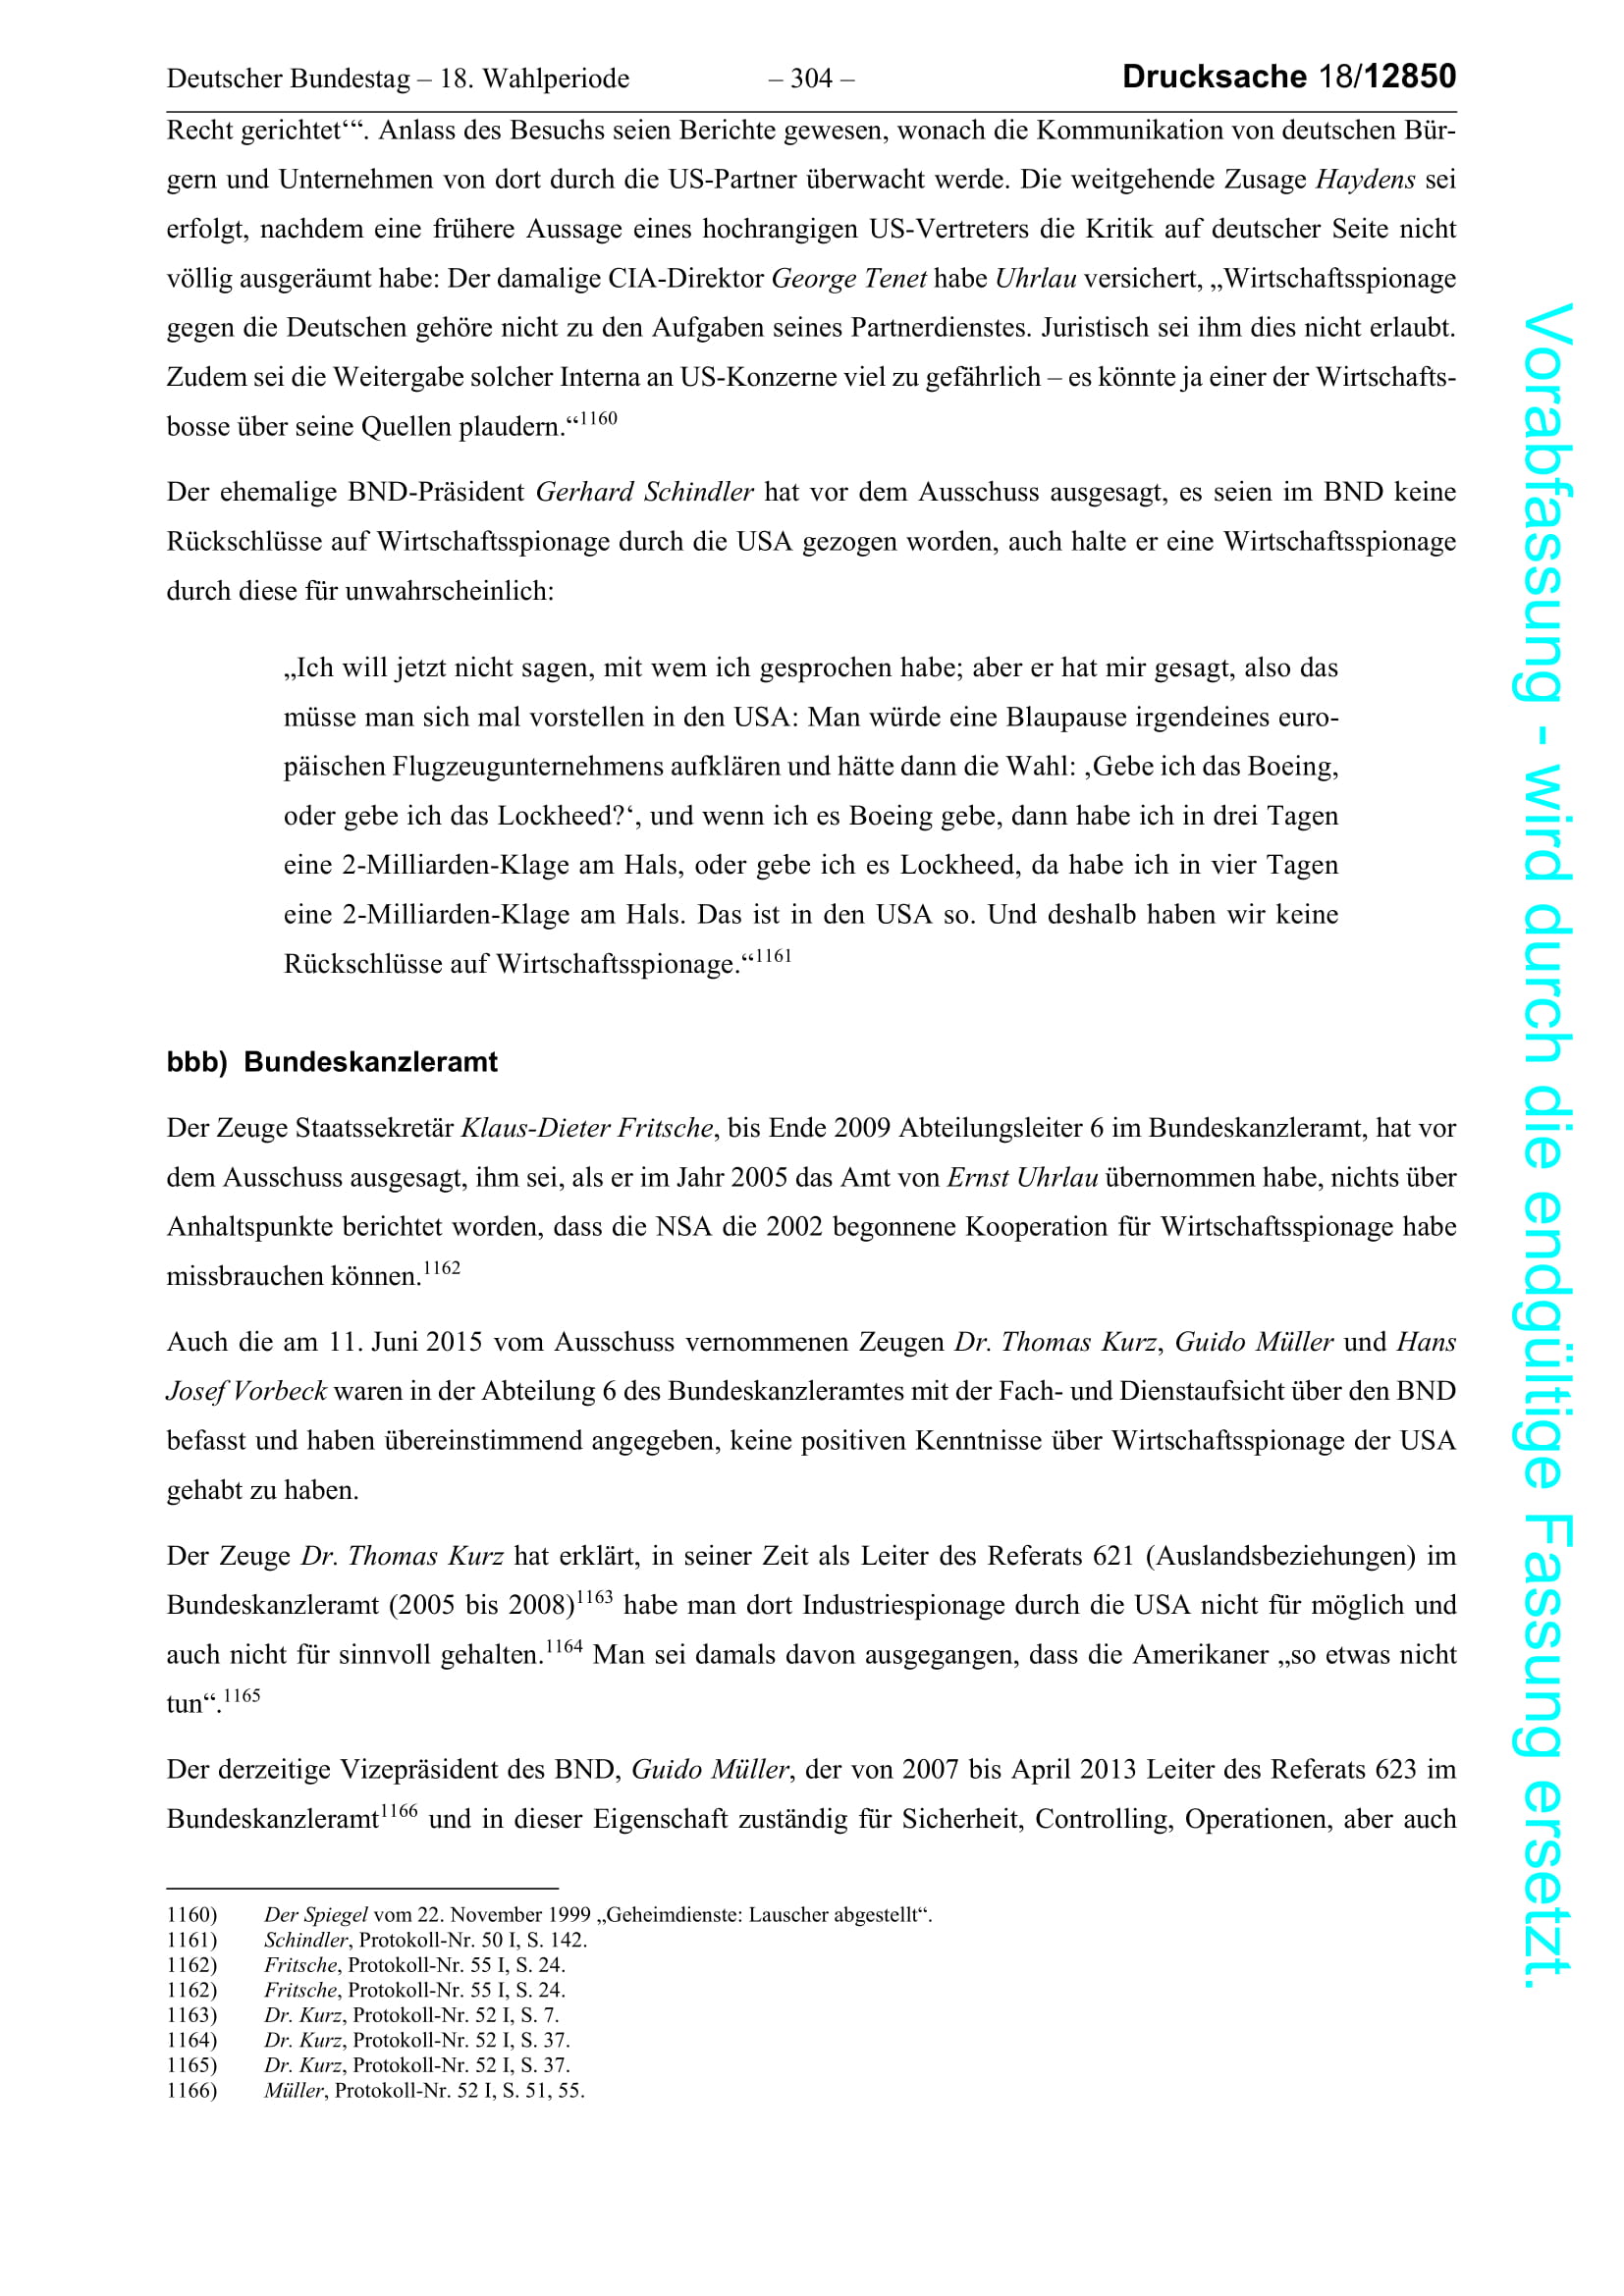 Deutscher Bundestag – 18. Wahlperiode – 304 – Drucksache 18/12850
Recht gerichtet‘“. Anlass des Besuchs seien Berichte gewesen, wonach die Kommunikation von deutschen Bür-
gern und Unternehmen von dort durch die US-Partner überwacht werde. Die weitgehende Zusage Haydens sei
erfolgt, nachdem eine frühere Aussage eines hochrangigen US-Vertreters die Kritik auf deutscher Seite nicht
völlig ausgeräumt habe: Der damalige CIA-Direktor George Tenet habe Uhrlau versichert, „Wirtschaftsspionage
gegen die Deutschen gehöre nicht zu den Aufgaben seines Partnerdienstes. Juristisch sei ihm dies nicht erlaubt.
Zudem sei die Weitergabe solcher Interna an US-Konzerne viel zu gefährlich – es könnte ja einer der Wirtschafts-
bosse über seine Quellen plaudern.“1160
Der ehemalige BND-Präsident Gerhard Schindler hat vor dem Ausschuss ausgesagt, es seien im BND keine
Rückschlüsse auf Wirtschaftsspionage durch die USA gezogen worden, auch halte er eine Wirtschaftsspionage
durch diese für unwahrscheinlich:
„Ich will jetzt nicht sagen, mit wem ich gesprochen habe; aber er hat mir gesagt, also das
müsse man sich mal vorstellen in den USA: Man würde eine Blaupause irgendeines euro-
päischen Flugzeugunternehmens aufklären und hätte dann die Wahl: ‚Gebe ich das Boeing,
oder gebe ich das Lockheed?‘, und wenn ich es Boeing gebe, dann habe ich in drei Tagen
eine 2-Milliarden-Klage am Hals, oder gebe ich es Lockheed, da habe ich in vier Tagen
eine 2-Milliarden-Klage am Hals. Das ist in den USA so. Und deshalb haben wir keine
Rückschlüsse auf Wirtschaftsspionage.“1161
bbb) Bundeskanzleramt
Der Zeuge Staatssekretär Klaus-Dieter Fritsche, bis Ende 2009 Abteilungsleiter 6 im Bundeskanzleramt, hat vor
dem Ausschuss ausgesagt, ihm sei, als er im Jahr 2005 das Amt von Ernst Uhrlau übernommen habe, nichts über
Anhaltspunkte berichtet worden, dass die NSA die 2002 begonnene Kooperation für Wirtschaftsspionage habe
missbrauchen können.1162
Auch die am 11. Juni 2015 vom Ausschuss vernommenen Zeugen Dr. Thomas Kurz, Guido Müller und Hans
Josef Vorbeck waren in der Abteilung 6 des Bundeskanzleramtes mit der Fach- und Dienstaufsicht über den BND
befasst und haben übereinstimmend angegeben, keine positiven Kenntnisse über Wirtschaftsspionage der USA
gehabt zu haben.
Der Zeuge Dr. Thomas Kurz hat erklärt, in seiner Zeit als Leiter des Referats 621 (Auslandsbeziehungen) im
Bundeskanzleramt (2005 bis 2008)1163 habe man dort Industriespionage durch die USA nicht für möglich und
auch nicht für sinnvoll gehalten.1164 Man sei damals davon ausgegangen, dass die Amerikaner „so etwas nicht
tun“.1165
Der derzeitige Vizepräsident des BND, Guido Müller, der von 2007 bis April 2013 Leiter des Referats 623 im
Bundeskanzleramt1166 und in dieser Eigenschaft zuständig für Sicherheit, Controlling, Operationen, aber auch
1160) Der Spiegel vom 22. November 1999 „Geheimdienste: Lauscher abgestellt“.
1161) Schindler, Protokoll-Nr. 50 I, S. 142.
1162) Fritsche, Protokoll-Nr. 55 I, S. 24.
1162) Fritsche, Protokoll-Nr. 55 I, S. 24.
1163) Dr. Kurz, Protokoll-Nr. 52 I, S. 7.
1164) Dr. Kurz, Protokoll-Nr. 52 I, S. 37.
1165) Dr. Kurz, Protokoll-Nr. 52 I, S. 37.
1166) Müller, Protokoll-Nr. 52 I, S. 51, 55.
Vorabfassung - wird durch die endgültige Fassung ersetzt.